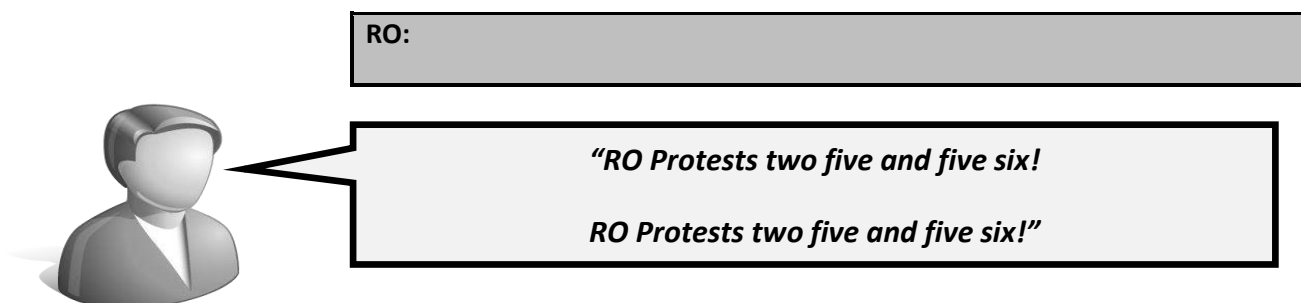 RO:
“RO Protests two five and five six!
RO Protests two five and five six!”